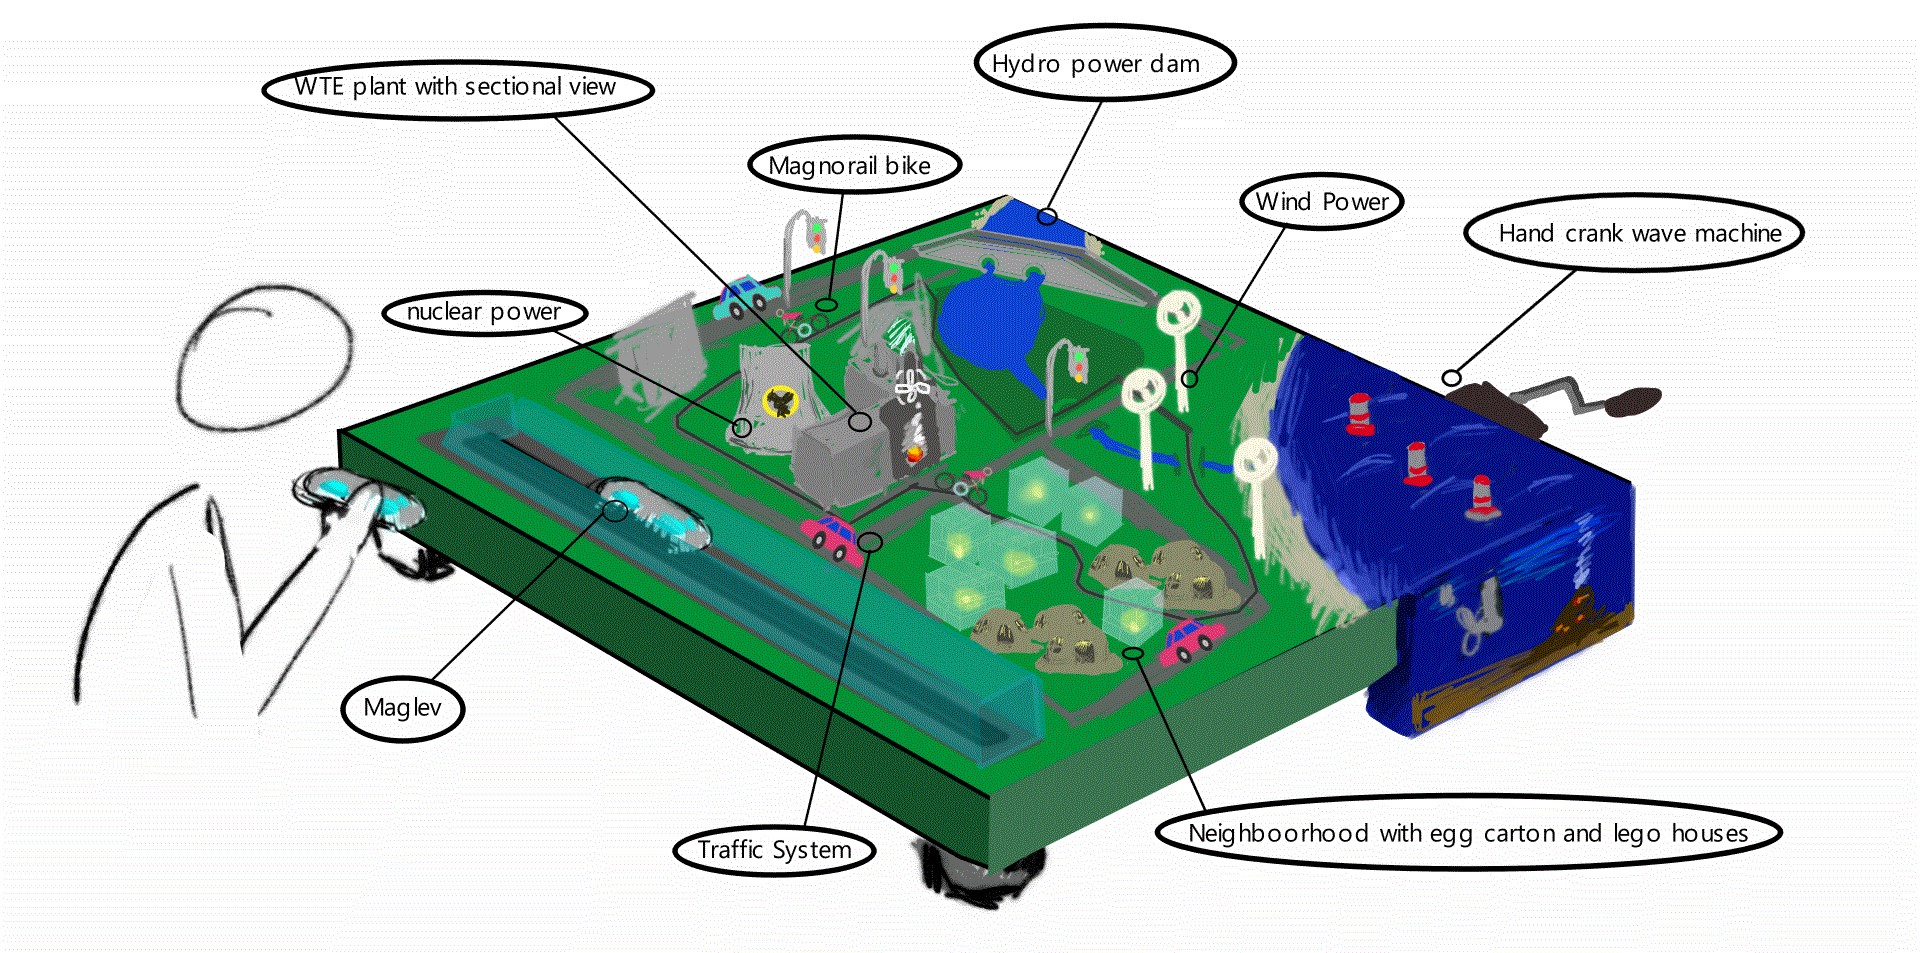 Hydro power dam
WTE plant with sectional view
Magnorail bike
Wind Power
Hand crank wave machine
nuclear power
Maglev
Traffic System
Neighboorhood with egg carton and lego houses